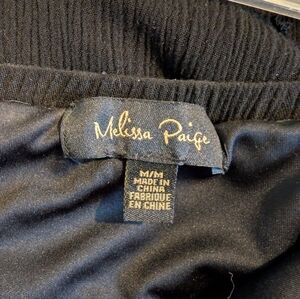 Melissa Paige
M/M
MADE IN
CHINA
FABRIQUE
EN CHINE